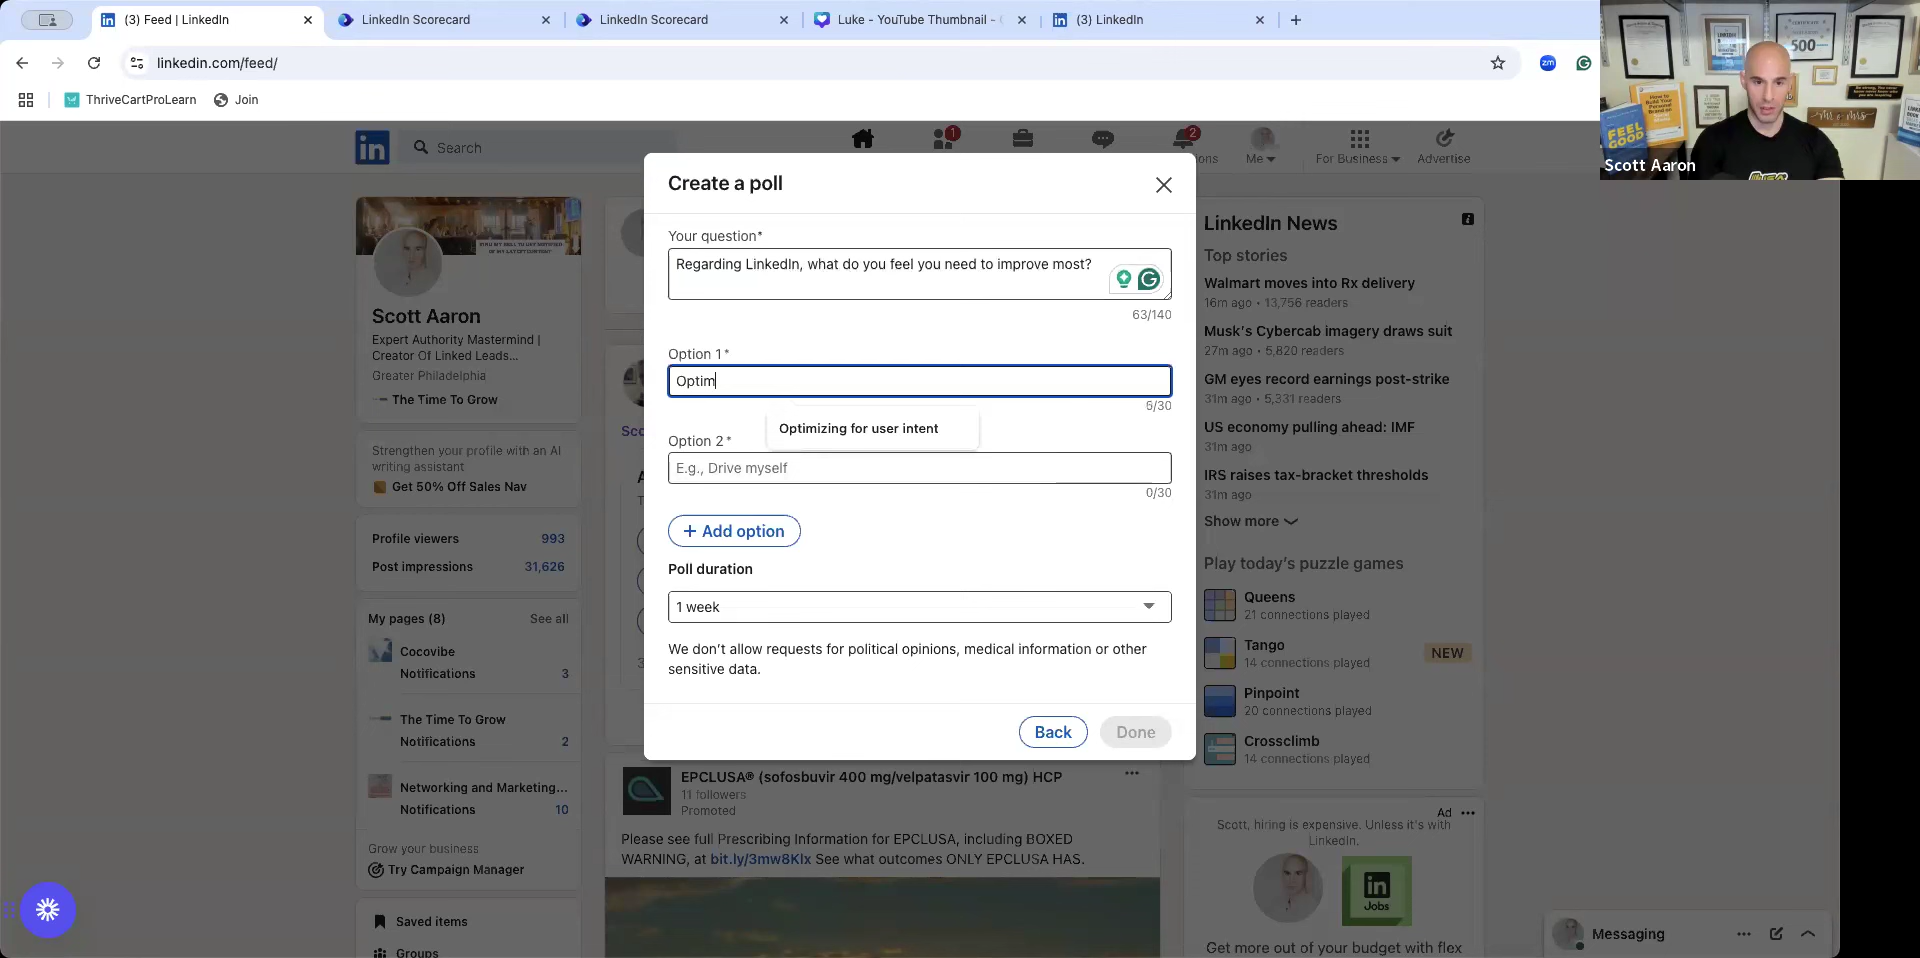 (3) Feed | LinkedIn
LinkedIn Scorecard
LinkedIn Scorecard
Luke - YouTube Thumbnail -
(3) LinkedIn
linkedin.com/feed/
zm
ThriveCartProLearn
Join
Search
1
2
Me
For Business
Advertise
FEEL GOOD
500
Mr & Mrs
Scott Aaron
Create a poll
Your question*
Regarding LinkedIn, what do you feel you need to improve most?
63/140
Option 1*
Optim
5/30
Optimizing for user intent
Option 2*
E.g., Drive myself
0/30
Add option
Poll duration
1 week
We don't allow requests for political opinions, medical information or other
sensitive data.
Back
Done
Scott Aaron
Expert Authority Mastermind |
Creator Of Linked Leads...
Greater Philadelphia
The Time To Grow
Strengthen your profile with an AI
writing assistant
Get 50% Off Sales Nav
Profile viewers 993
Post impressions 31,626
My pages (8) See all
Cocovibe
Notifications 3
The Time To Grow
Notifications 2
Networking and Marketing...
Notifications 10
Grow your business
Try Campaign Manager
Saved items
Groups
EPCLUSA® (sofosbuvir 400 mg/velpatasvir 100 mg) HCP
11 followers
Promoted
Please see full Prescribing Information for EPCLUSA, including BOXED
WARNING, at bit.ly/3mw8KIx See what outcomes ONLY EPCLUSA HAS.
LinkedIn News
Top stories
Walmart moves into Rx delivery
16m ago • 13,756 readers
Musk's Cybercab imagery draws suit
27m ago • 5,820 readers
GM eyes record earnings post-strike
31m ago • 5,331 readers
US economy pulling ahead: IMF
31m ago
IRS raises tax-bracket thresholds
31m ago
Show more
Play today's puzzle games
Queens
21 connections played
Tango
14 connections played
NEW
Pinpoint
20 connections played
Crossclimb
14 connections played
Ad
Scott, hiring is expensive. Unless it's with
LinkedIn.
in
Jobs
Get more out of your budget with flex
Messaging